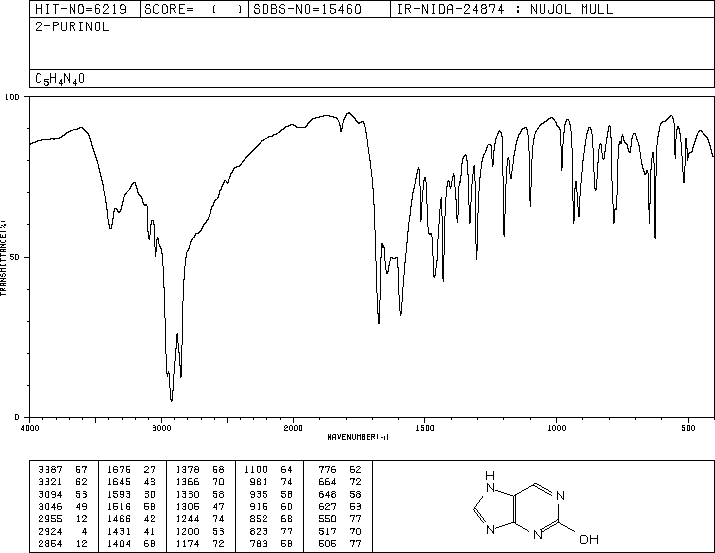 HIT-NO=6219 SCORE= ( ) SDBS-NO=15460 IR-NIDA-24874 : NUJOL MULL
2-PURINOL
C5H4N4O
100
50
0
TRANSMITTANCE(%)
4000 3000 2000 1500 1000 500
WAVENUMBER(-1)
3387 57 1676 27 1378 58 1100 64 776 62
3321 62 1645 43 1366 70 981 74 664 72
3094 53 1593 30 1330 58 935 58 648 58
3046 49 1516 58 1305 47 916 60 627 53
2955 12 1466 42 1244 74 852 68 550 77
2924 4 1431 41 1200 53 823 77 517 70
2854 12 1404 68 1174 72 783 58 505 77
H
N
N
N
N
OH